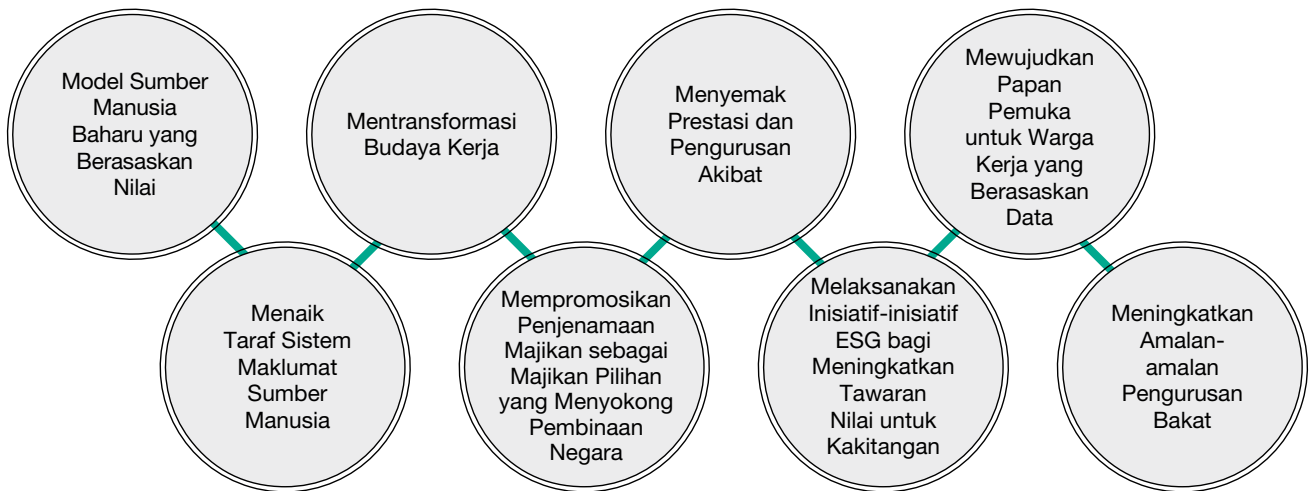 Model Sumber
Manusia
Baharu yang
Berasaskan
Nilai
Menaik
Taraf Sistem
Maklumat
Sumber
Manusia
Mentransformasi
Budaya Kerja
Mempromosikan
Penjenamaan
Majikan sebagai
Majikan Pilihan
yang Menyokong
Pembinaan
Negara
Menyemak
Prestasi dan
Pengurusan
Akibat
Melaksanakan
Inisiatif-inisiatif
ESG bagi
Meningkatkan
Tawaran
Nilai untuk
Kakitangan
Mewujudkan
Papan
Pemuka
untuk Warga
Kerja yang
Berasaskan
Data
Meningkatkan
Amalan-
amalan
Pengurusan
Bakat